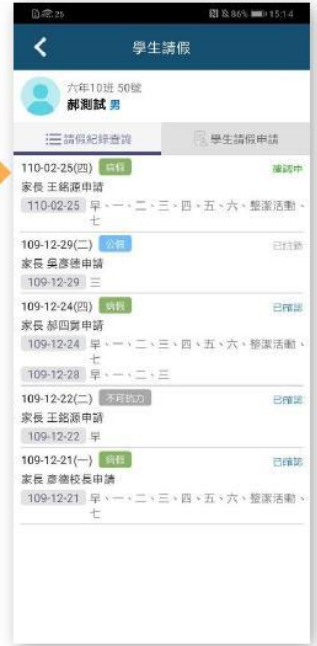 86% 15:14
學生請假
六年10班 50號
郝測試 男
請假紀錄查詢 學生請假申請
110-02-25(四) 病假 確認中
家長 王銘源申請
110-02-25 早、一、二、三、四、五、六、整潔活動、
七
109-12-29(二) 公假 已註銷
家長 吳彥德申請
109-12-29 三
109-12-24(四) 病假 已確認
家長 郝四舅申請
109-12-24 早、一、二、三、四、五、六、整潔活動、
七
109-12-28 早、一、二、三
109-12-22(二) 不可抗力 已確認
家長 王銘源申請
109-12-22 早
109-12-21(一) 病假 已確認
家長 彥德校長申請
109-12-21 早、一、二、三、四、五、六、整潔活動、
七